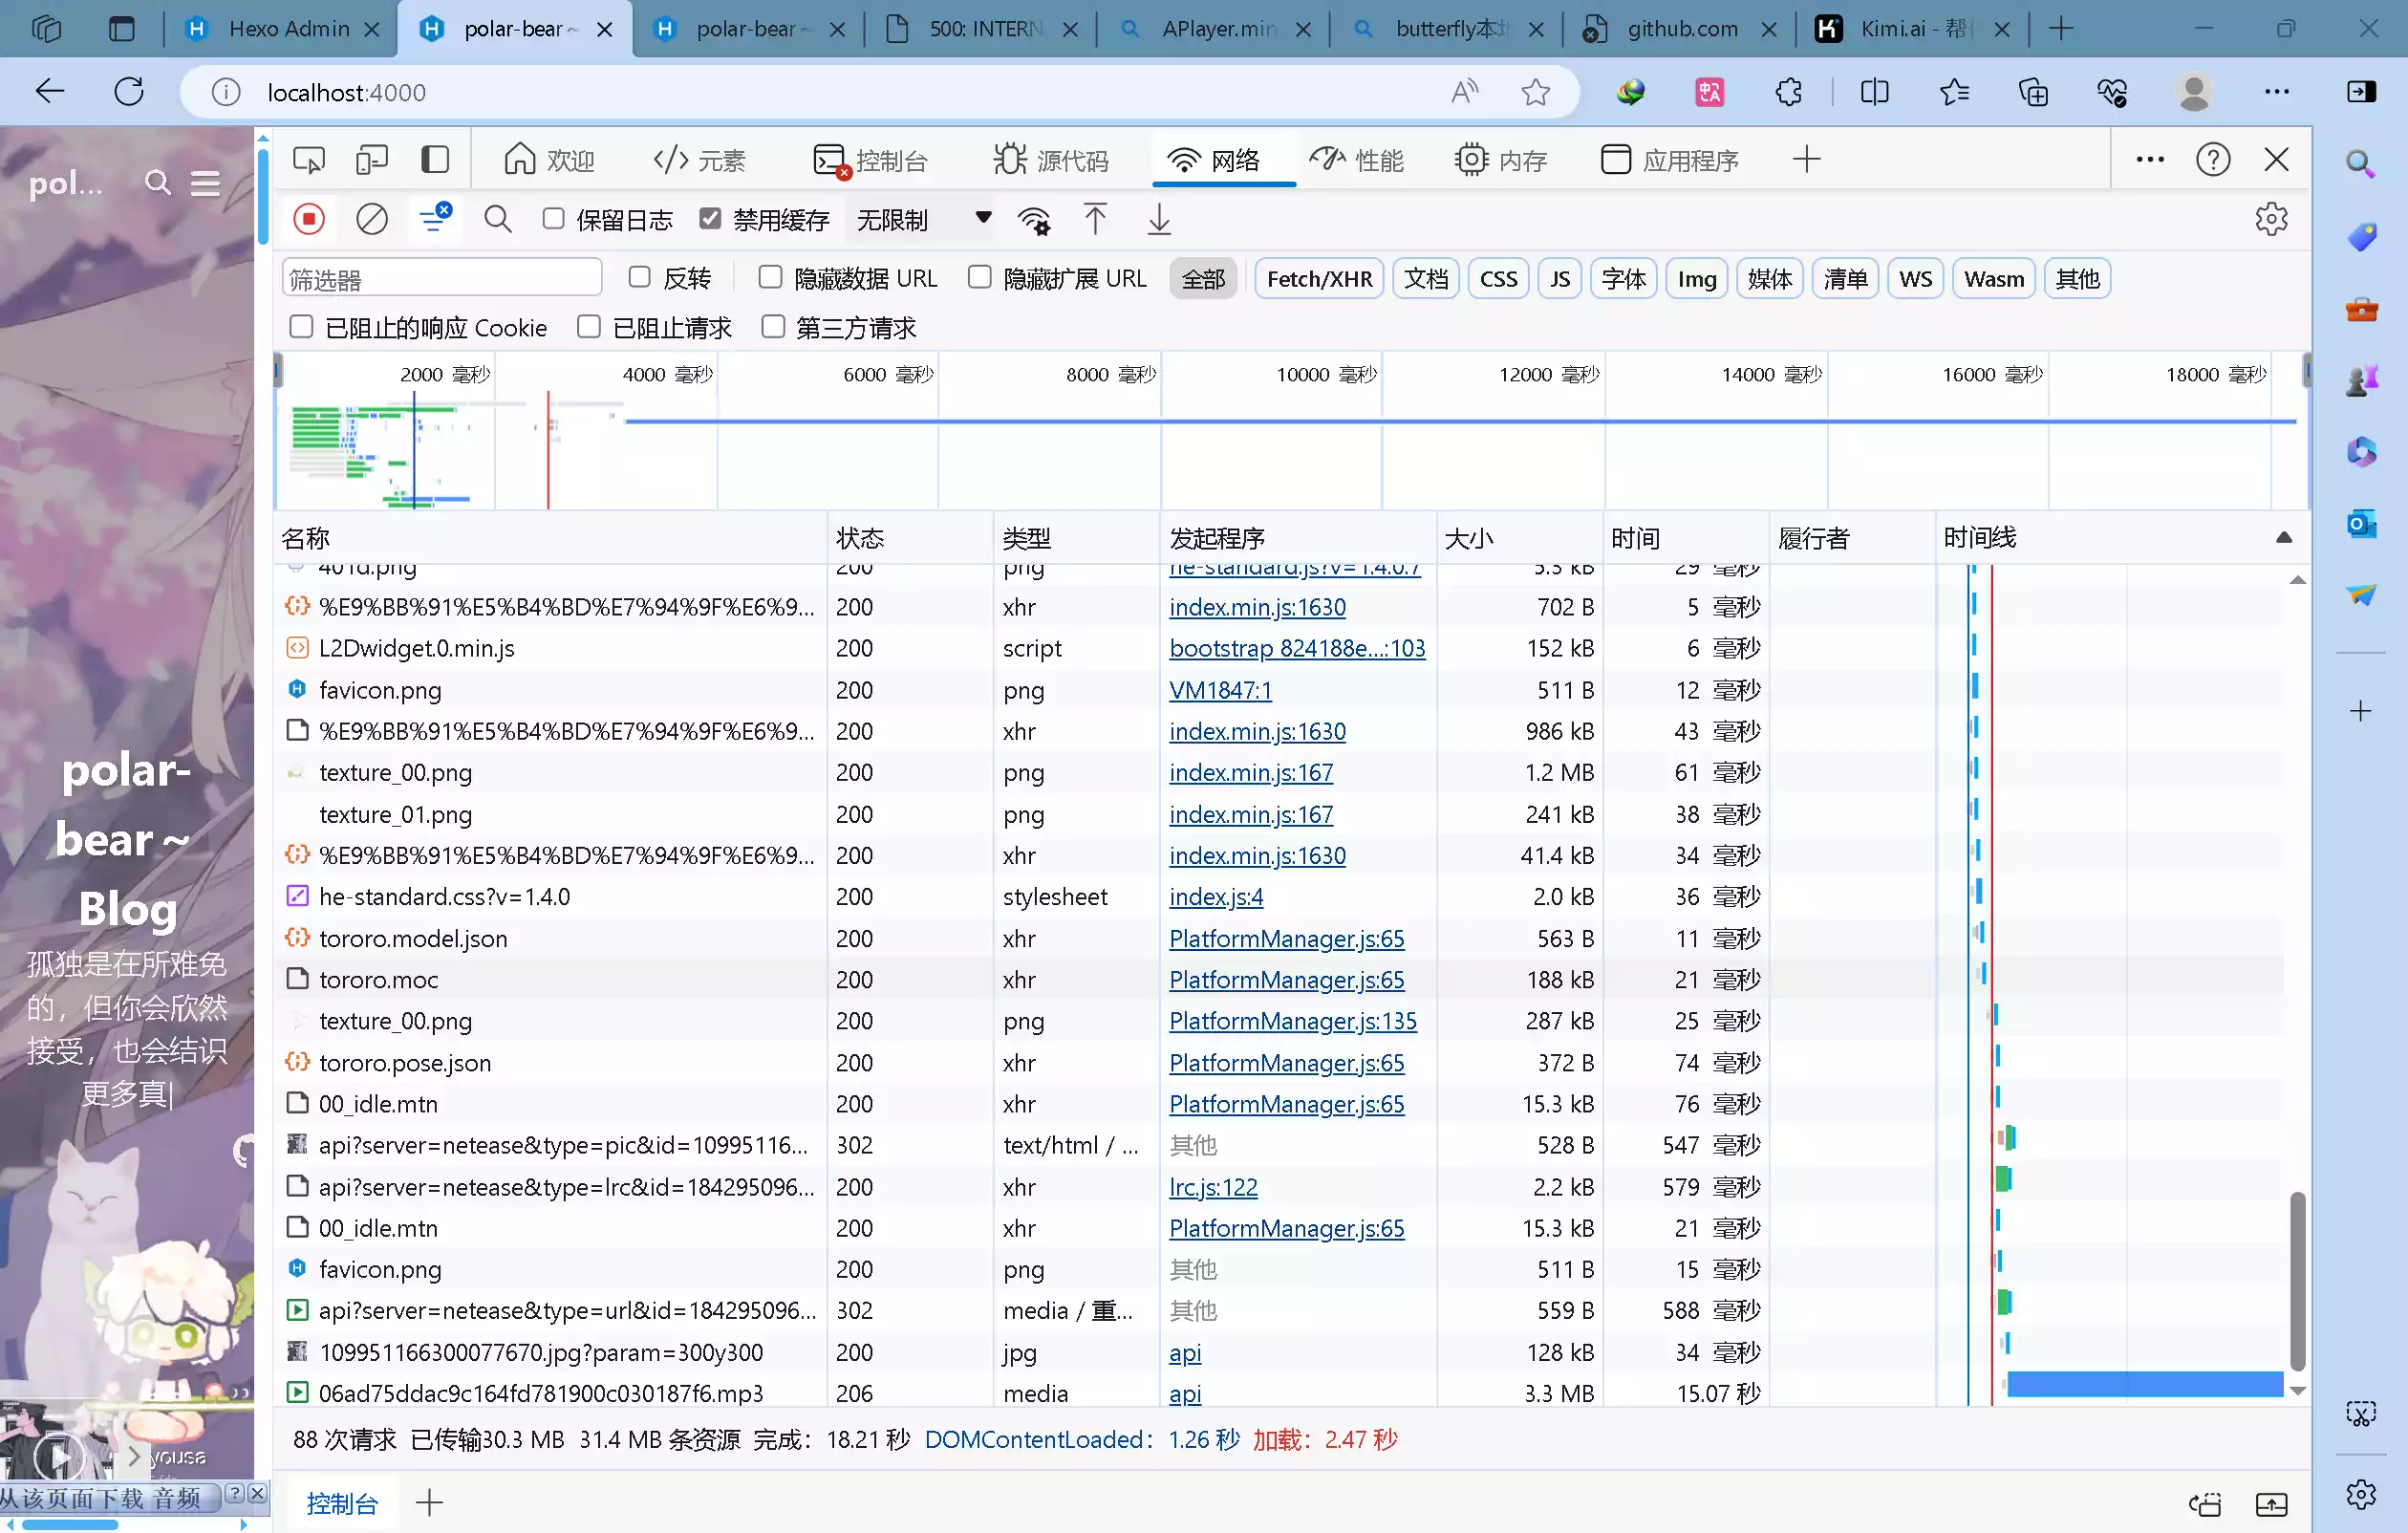 Hexo Admin
polar-bear ~
polar-bear ~
500: INTERN
APlayer.min
butterfly本地
github.com
Kimi.ai - 帮
localhost:4000
pol...
欢迎
元素
控制台
源代码
网络
性能
内存
应用程序
保留日志
禁用缓存
无限制
筛选器
反转
隐藏数据 URL
隐藏扩展 URL
全部
Fetch/XHR
文档
CSS
JS
字体
Img
媒体
清单
WS
Wasm
其他
已阻止的响应 Cookie
已阻止请求
第三方请求
2000 毫秒
4000 毫秒
6000 毫秒
8000 毫秒
10000 毫秒
12000 毫秒
14000 毫秒
16000 毫秒
18000 毫秒
名称 状态 类型 发起程序 大小 时间 履行者 时间线
401d.png 200 png he-standard.js?v=1.4.0:7 5.5 kB 29 毫秒
%E9%BB%91%E5%B4%BD%E7%94%9F%E6%9... 200 xhr index.min.js:1630 702 B 5 毫秒
L2Dwidget.0.min.js 200 script bootstrap 824188e...:103 152 kB 6 毫秒
favicon.png 200 png VM1847:1 511 B 12 毫秒
%E9%BB%91%E5%B4%BD%E7%94%9F%E6%9... 200 xhr index.min.js:1630 986 kB 43 毫秒
texture_00.png 200 png index.min.js:167 1.2 MB 61 毫秒
texture_01.png 200 png index.min.js:167 241 kB 38 毫秒
%E9%BB%91%E5%B4%BD%E7%94%9F%E6%9... 200 xhr index.min.js:1630 41.4 kB 34 毫秒
he-standard.css?v=1.4.0 200 stylesheet index.js:4 2.0 kB 36 毫秒
tororo.model.json 200 xhr PlatformManager.js:65 563 B 11 毫秒
tororo.moc 200 xhr PlatformManager.js:65 188 kB 21 毫秒
texture_00.png 200 png PlatformManager.js:135 287 kB 25 毫秒
tororo.pose.json 200 xhr PlatformManager.js:65 372 B 74 毫秒
00_idle.mtn 200 xhr PlatformManager.js:65 15.3 kB 76 毫秒
api?server=netease&type=pic&id=10995116... 302 text/html / ... 其他 528 B 547 毫秒
api?server=netease&type=lrc&id=184295096... 200 xhr lrc.js:122 2.2 kB 579 毫秒
00_idle.mtn 200 xhr PlatformManager.js:65 15.3 kB 21 毫秒
favicon.png 200 png 其他 511 B 15 毫秒
api?server=netease&type=url&id=184295096... 302 media / 重... 其他 559 B 588 毫秒
109951166300077670.jpg?param=300y300 200 jpg api 128 kB 34 毫秒
06ad75ddac9c164fd781900c030187f6.mp3 206 media api 3.3 MB 15.07 秒
88 次请求 已传输30.3 MB 31.4 MB 条资源 完成：18.21 秒 DOMContentLoaded：1.26 秒 加载：2.47 秒
控制台
polar-
bear ~
Blog
孤独是在所难免
的，但你会欣然
接受，也会结识
更多真|
yousa
从该页面下载 音频